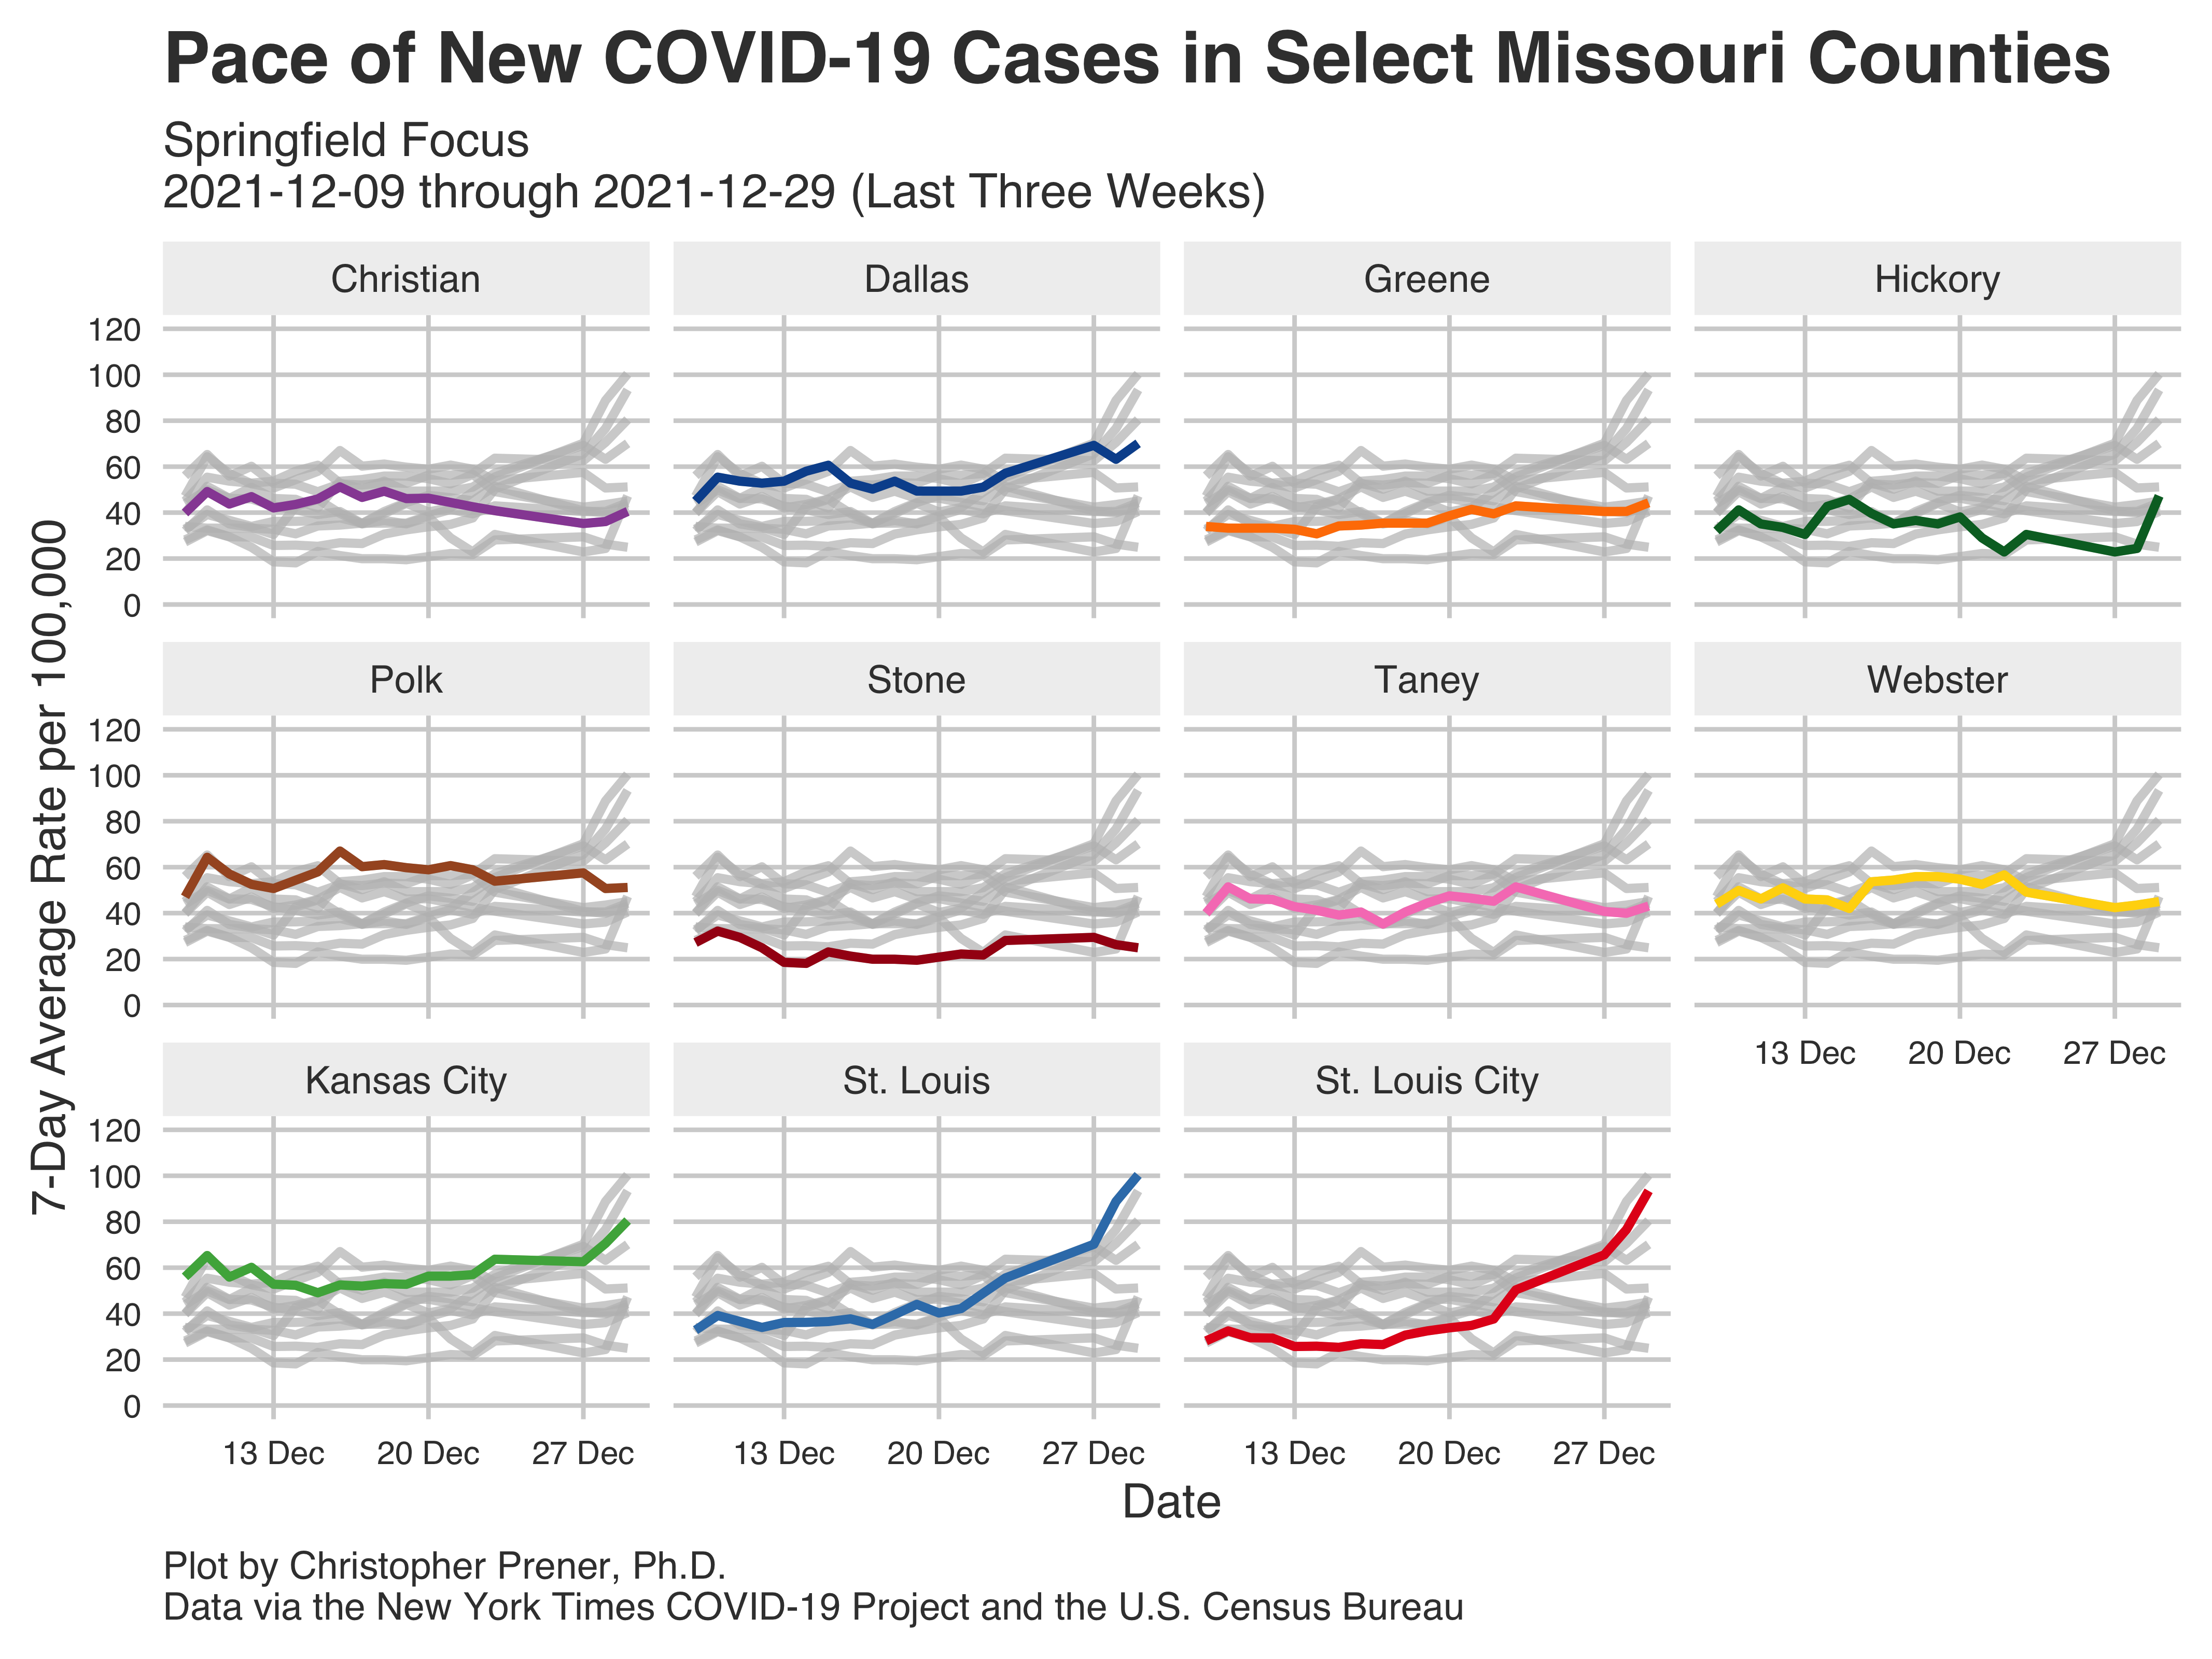 Pace of New COVID-19 Cases in Select Missouri Counties
Springfield Focus
2021-12-09 through 2021-12-29 (Last Three Weeks)
7-Day Average Rate per 100,000
Christian
Dallas
Greene
Hickory
120
100
80
60
40
20
0
Polk
Stone
Taney
Webster
120
100
80
60
40
20
0
13 Dec
20 Dec
27 Dec
Kansas City
St. Louis
St. Louis City
120
100
80
60
40
20
0
13 Dec
20 Dec
27 Dec
13 Dec
20 Dec
27 Dec
13 Dec
20 Dec
27 Dec
Date
Plot by Christopher Prener, Ph.D.
Data via the New York Times COVID-19 Project and the U.S. Census Bureau